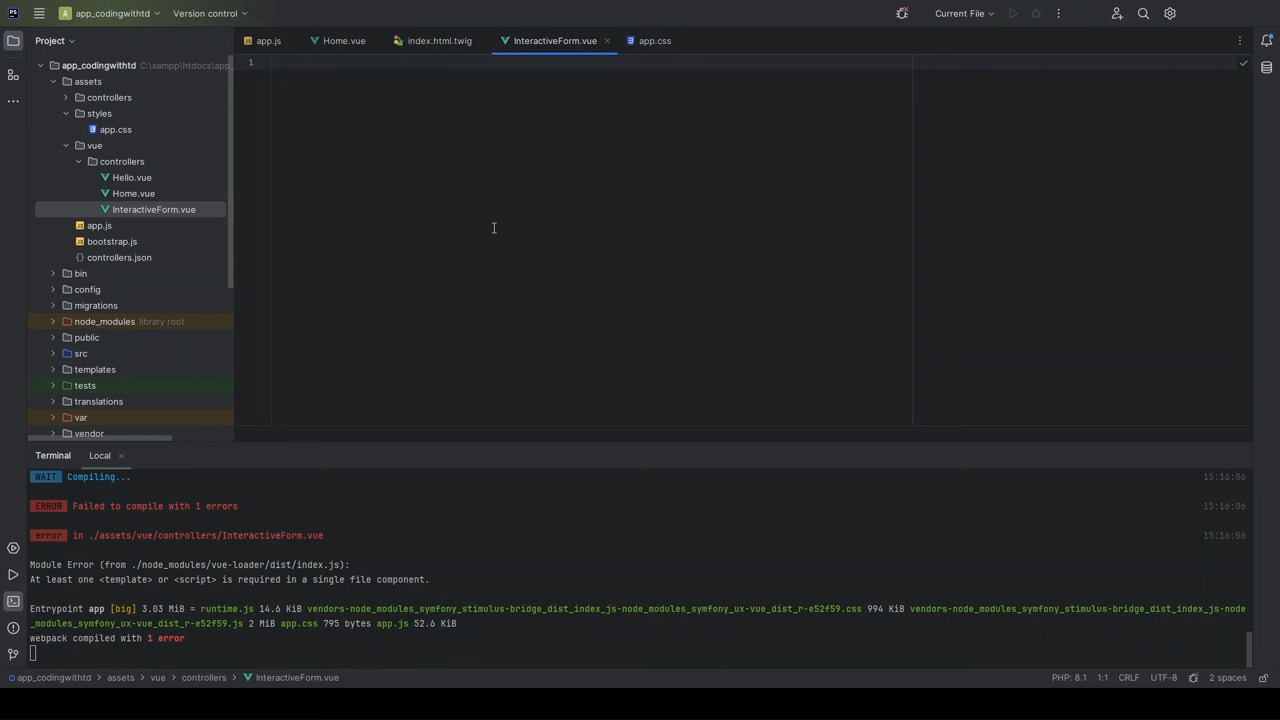 app_codingwithtd
Version control
Current File
Project
app.js
Home.vue
index.html.twig
InteractiveForm.vue
app.css
app_codingwithtd C:\xampp\htdocs\app_
assets
controllers
styles
app.css
vue
controllers
Hello.vue
Home.vue
InteractiveForm.vue
app.js
bootstrap.js
controllers.json
bin
config
migrations
node_modules library root
public
src
templates
tests
translations
var
vendor
1
Terminal Local
WAIT Compiling... 15:16:06
ERROR Failed to compile with 1 errors 15:16:06
error in ./assets/vue/controllers/InteractiveForm.vue 15:16:06
Module Error (from ./node_modules/vue-loader/dist/index.js):
At least one <template> or <script> is required in a single file component.
Entrypoint app [big] 3.03 MiB = runtime.js 14.6 KiB vendors-node_modules_symfony_stimulus-bridge_dist_index_js-node_modules_symfony_ux-vue_dist_r-e52f59.css 994 KiB vendors-node_modules_symfony_stimulus-bridge_dist_index_js-node
_modules_symfony_ux-vue_dist_r-e52f59.js 2 MiB app.css 795 bytes app.js 52.6 KiB
webpack compiled with 1 error
app_codingwithtd > assets > vue > controllers > InteractiveForm.vue
PHP: 8.1 1:1 CRLF UTF-8 2 spaces